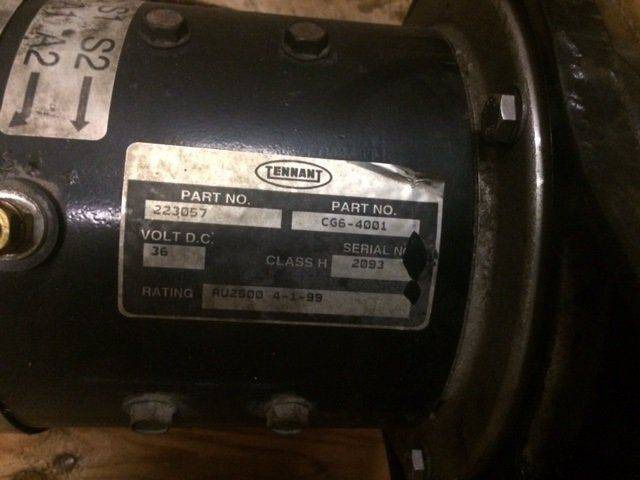 S1 S2
A1 A2
TENNANT
PART NO. PART NO.
223057 CG6-4001
VOLT D.C. SERIAL
36 CLASS H 2093
RATING AU2500 4-1-99